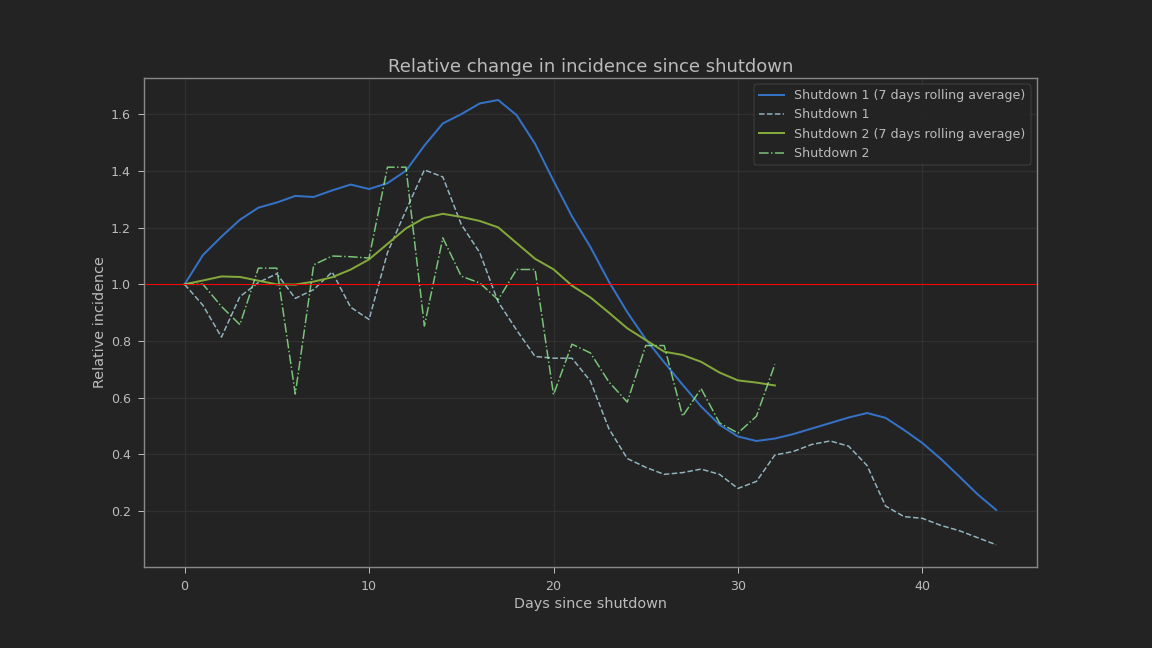 Relative change in incidence since shutdown
Shutdown 1 (7 days rolling average)
Shutdown 1
Shutdown 2 (7 days rolling average)
Shutdown 2
Relative incidence
1.6
1.4
1.2
1.0
0.8
0.6
0.4
0.2
0 10 20 30 40
Days since shutdown